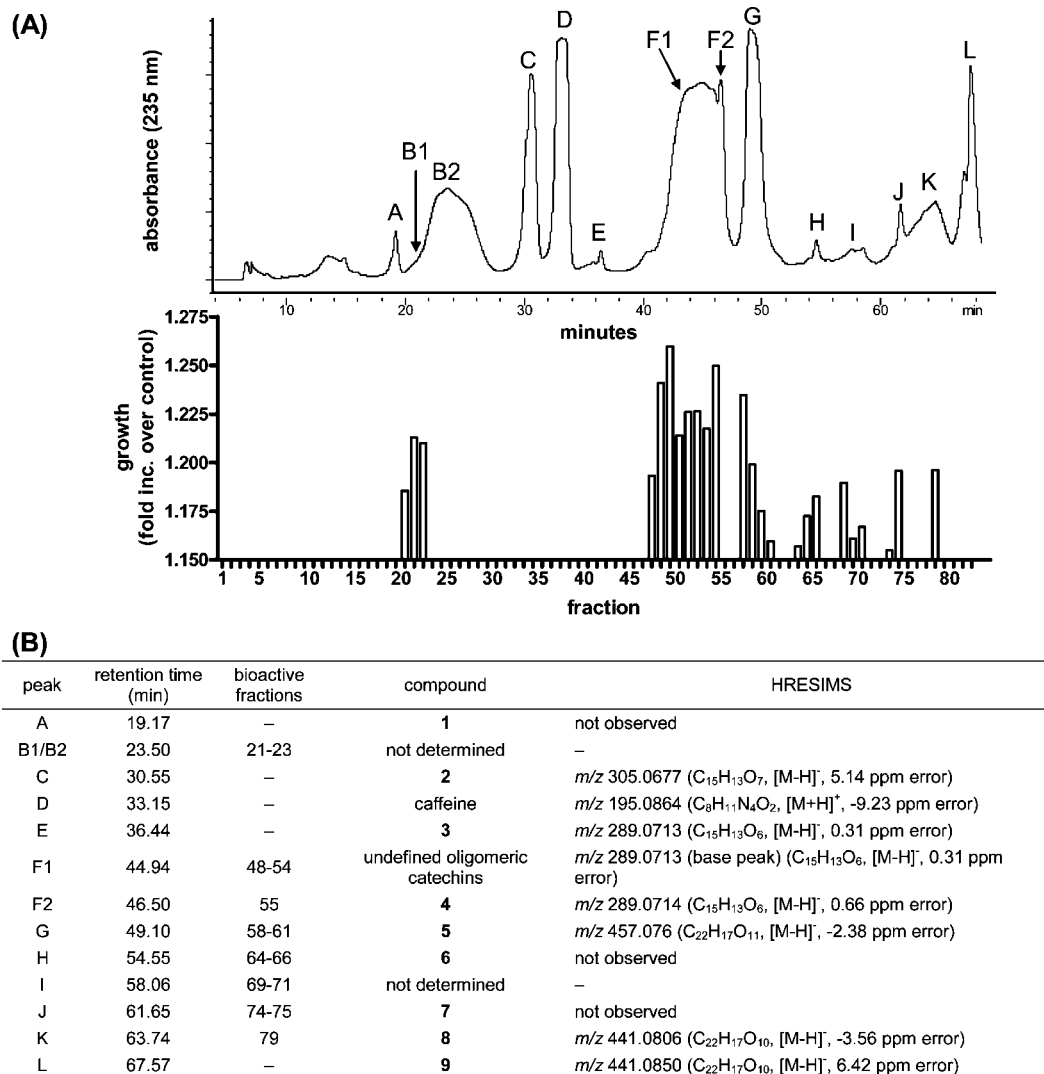 (A)
absorbance (235 nm)
A
B1
B2
C
D
E
F1
F2
G
H
I
J
K
L
10 20 30 40 50 60 min
minutes
growth
(fold inc. over control)
1.275
1.250
1.225
1.200
1.175
1.150
1 5 10 15 20 25 30 35 40 45 50 55 60 65 70 75 80
fraction
(B)
peak retention time (min) bioactive fractions compound HRESIMS
A 19.17 – 1 not observed
B1/B2 23.50 21-23 not determined –
C 30.55 – 2 m/z 305.0677 (C₁₅H₁₃O₇, [M-H]⁻, 5.14 ppm error)
D 33.15 – caffeine m/z 195.0864 (C₈H₁₁N₄O₂, [M+H]⁺, -9.23 ppm error)
E 36.44 – 3 m/z 289.0713 (C₁₅H₁₃O₆, [M-H]⁻, 0.31 ppm error)
F1 44.94 48-54 undefined oligomeric catechins m/z 289.0713 (base peak) (C₁₅H₁₃O₆, [M-H]⁻, 0.31 ppm error)
F2 46.50 55 4 m/z 289.0714 (C₁₅H₁₃O₆, [M-H]⁻, 0.66 ppm error)
G 49.10 58-61 5 m/z 457.076 (C₂₂H₁₇O₁₁, [M-H]⁻, -2.38 ppm error)
H 54.55 64-66 6 not observed
I 58.06 69-71 not determined –
J 61.65 74-75 7 not observed
K 63.74 79 8 m/z 441.0806 (C₂₂H₁₇O₁₀, [M-H]⁻, -3.56 ppm error)
L 67.57 – 9 m/z 441.0850 (C₂₂H₁₇O₁₀, [M-H]⁻, 6.42 ppm error)